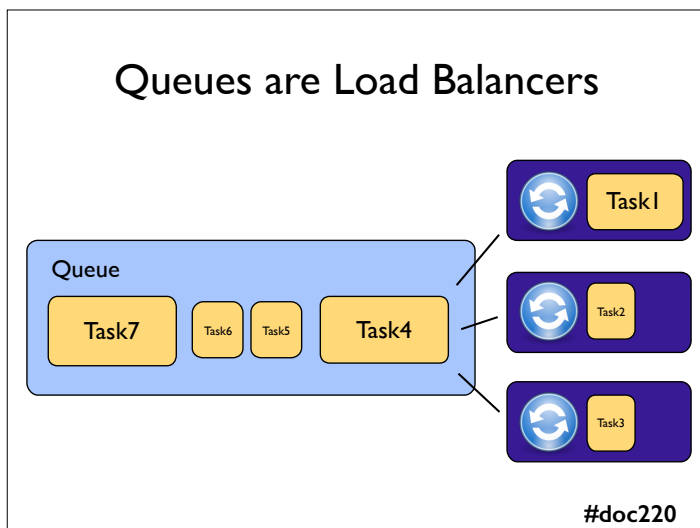 Queues are Load Balancers
Queue
Task7
Task6
Task5
Task4
Task1
Task2
Task3
#doc220